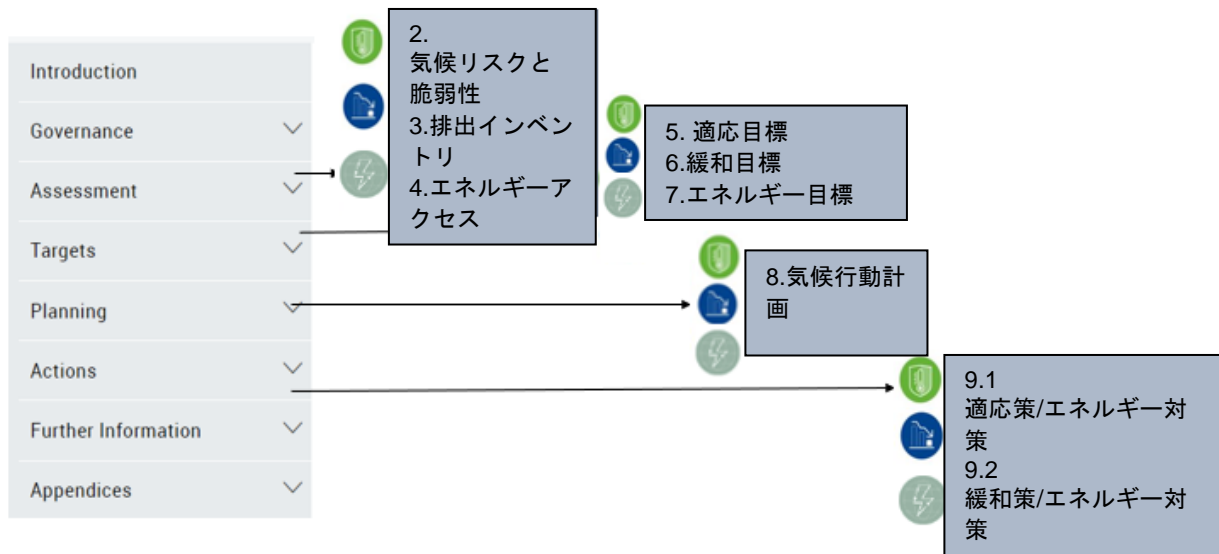 Introduction
Governance
Assessment
Targets
Planning
Actions
Further Information
Appendices
2.
気候リスクと
脆弱性
3.排出インベン
トリ
4.エネルギーア
クセス
5. 適応目標
6.緩和目標
7.エネルギー目標
8.気候行動計
画
9.1
適応策/エネルギー対
策
9.2
緩和策/エネルギー対
策